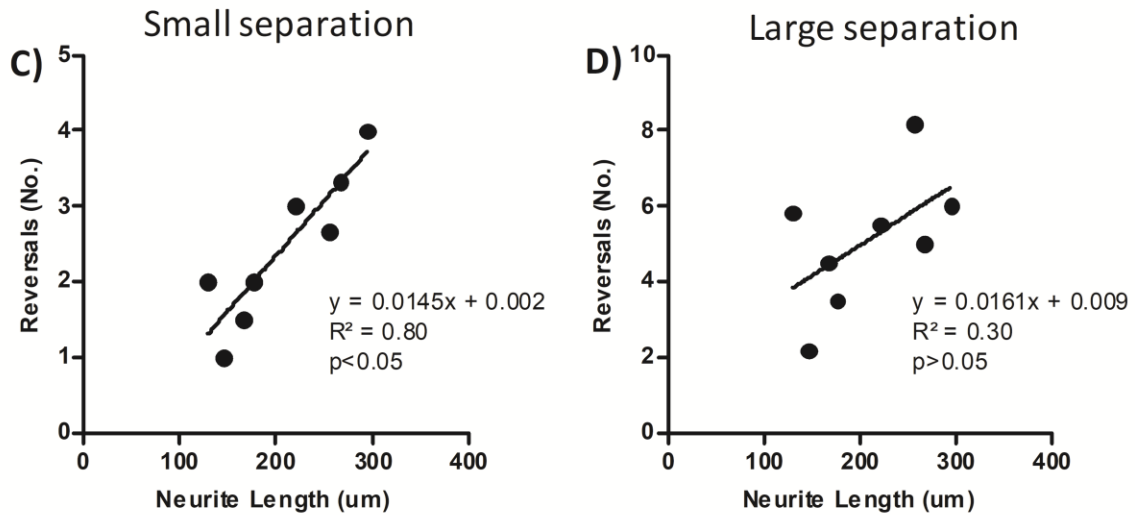 Small separation
C)
5
4
3
2
1
0
Reversals (No.)
y = 0.0145x + 0.002
R² = 0.80
p<0.05
0 100 200 300 400
Neurite Length (um)
Large separation
D)
10
8
6
4
2
0
Reversals (No.)
y = 0.0161x + 0.009
R² = 0.30
p>0.05
0 100 200 300 400
Neurite Length (um)